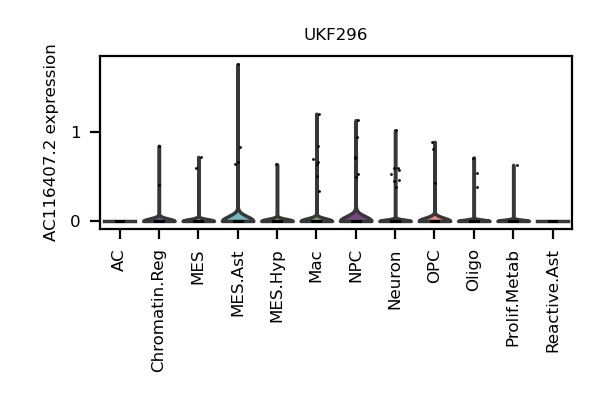 UKF296
AC116407.2 expression
1
0
AC
Chromatin.Reg
MES
MES.Ast
MES.Hyp
Mac
NPC
Neuron
OPC
Oligo
Prolif.Metab
Reactive.Ast